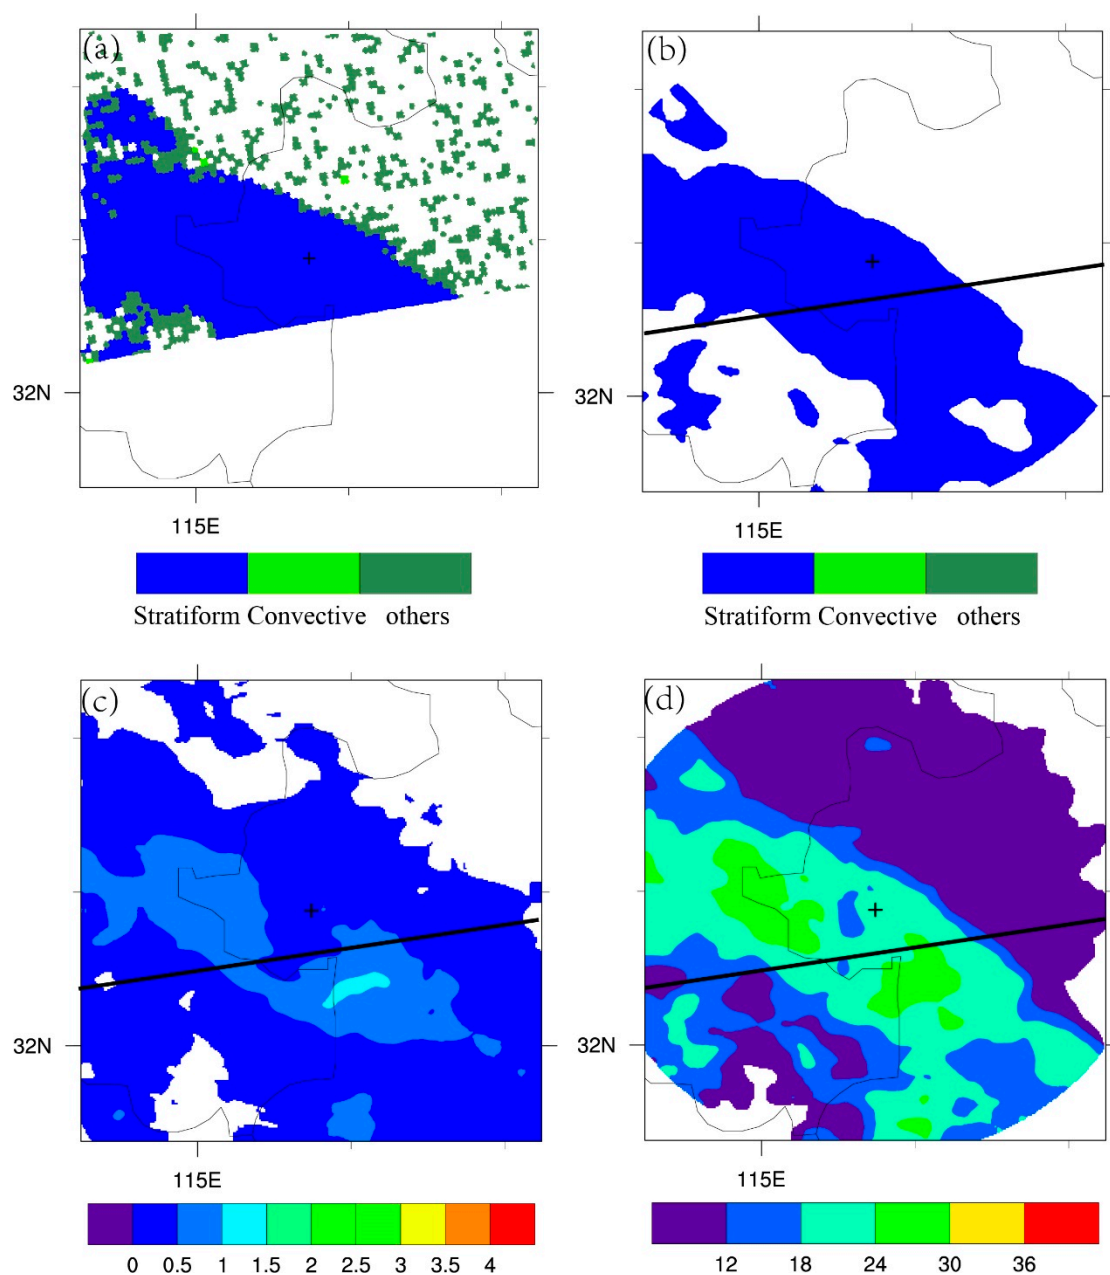 (a)
(b)
32N
32N
115E
115E
Stratiform Convective others
Stratiform Convective others
(c)
(d)
32N
32N
115E
115E
0 0.5 1 1.5 2 2.5 3 3.5 4
12 18 24 30 36